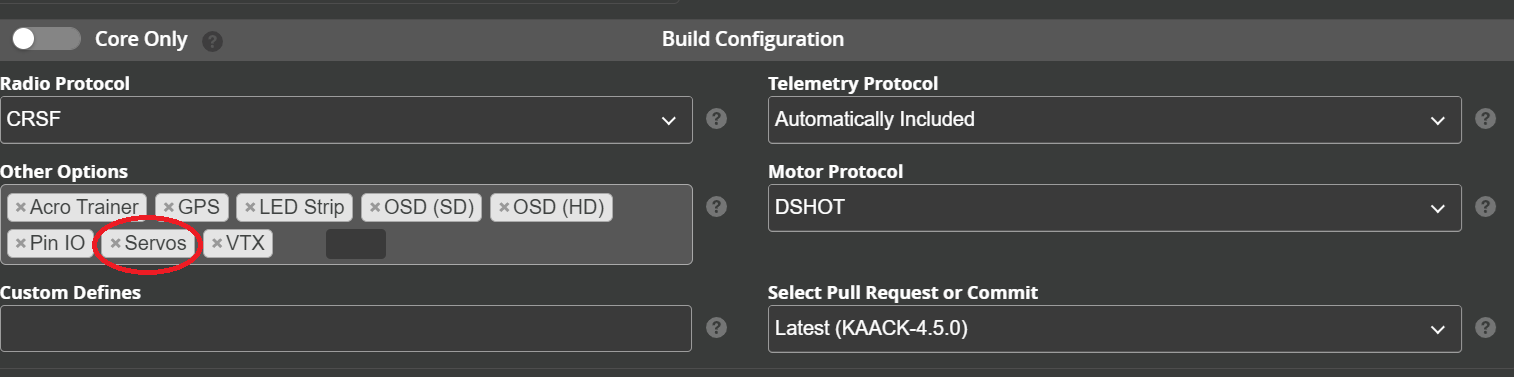 Core Only ? Build Configuration
Radio Protocol
CRSF ?
Telemetry Protocol
Automatically Included ?
Other Options
× Acro Trainer × GPS × LED Strip × OSD (SD) × OSD (HD) ?
× Pin IO × Servos × VTX
Motor Protocol
DSHOT ?
Custom Defines
?
Select Pull Request or Commit
Latest (KAACK-4.5.0) ?